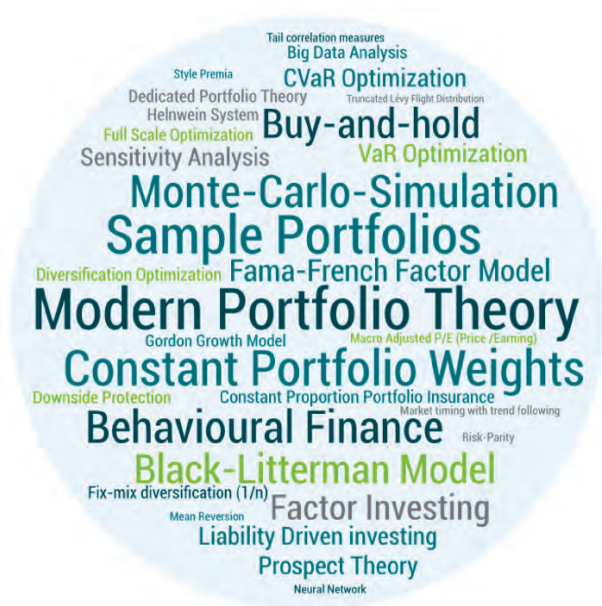 Tail correlation measures
Big Data Analysis
Style Premia CVaR Optimization
Dedicated Portfolio Theory Truncated Lévy Flight Distribution
Helnwein System Buy-and-hold
Full Scale Optimization
Sensitivity Analysis VaR Optimization
Monte-Carlo-Simulation
Sample Portfolios
Diversification Optimization Fama-French Factor Model
Modern Portfolio Theory
Gordon Growth Model Macro Adjusted P/E (Price /Earning)
Constant Portfolio Weights
Downside Protection Constant Proportion Portfolio Insurance
Market timing with trend following
Behavioural Finance Risk-Parity
Black-Litterman Model
Fix-mix diversification (1/n) Factor Investing
Mean Reversion
Liability Driven investing
Prospect Theory
Neural Network